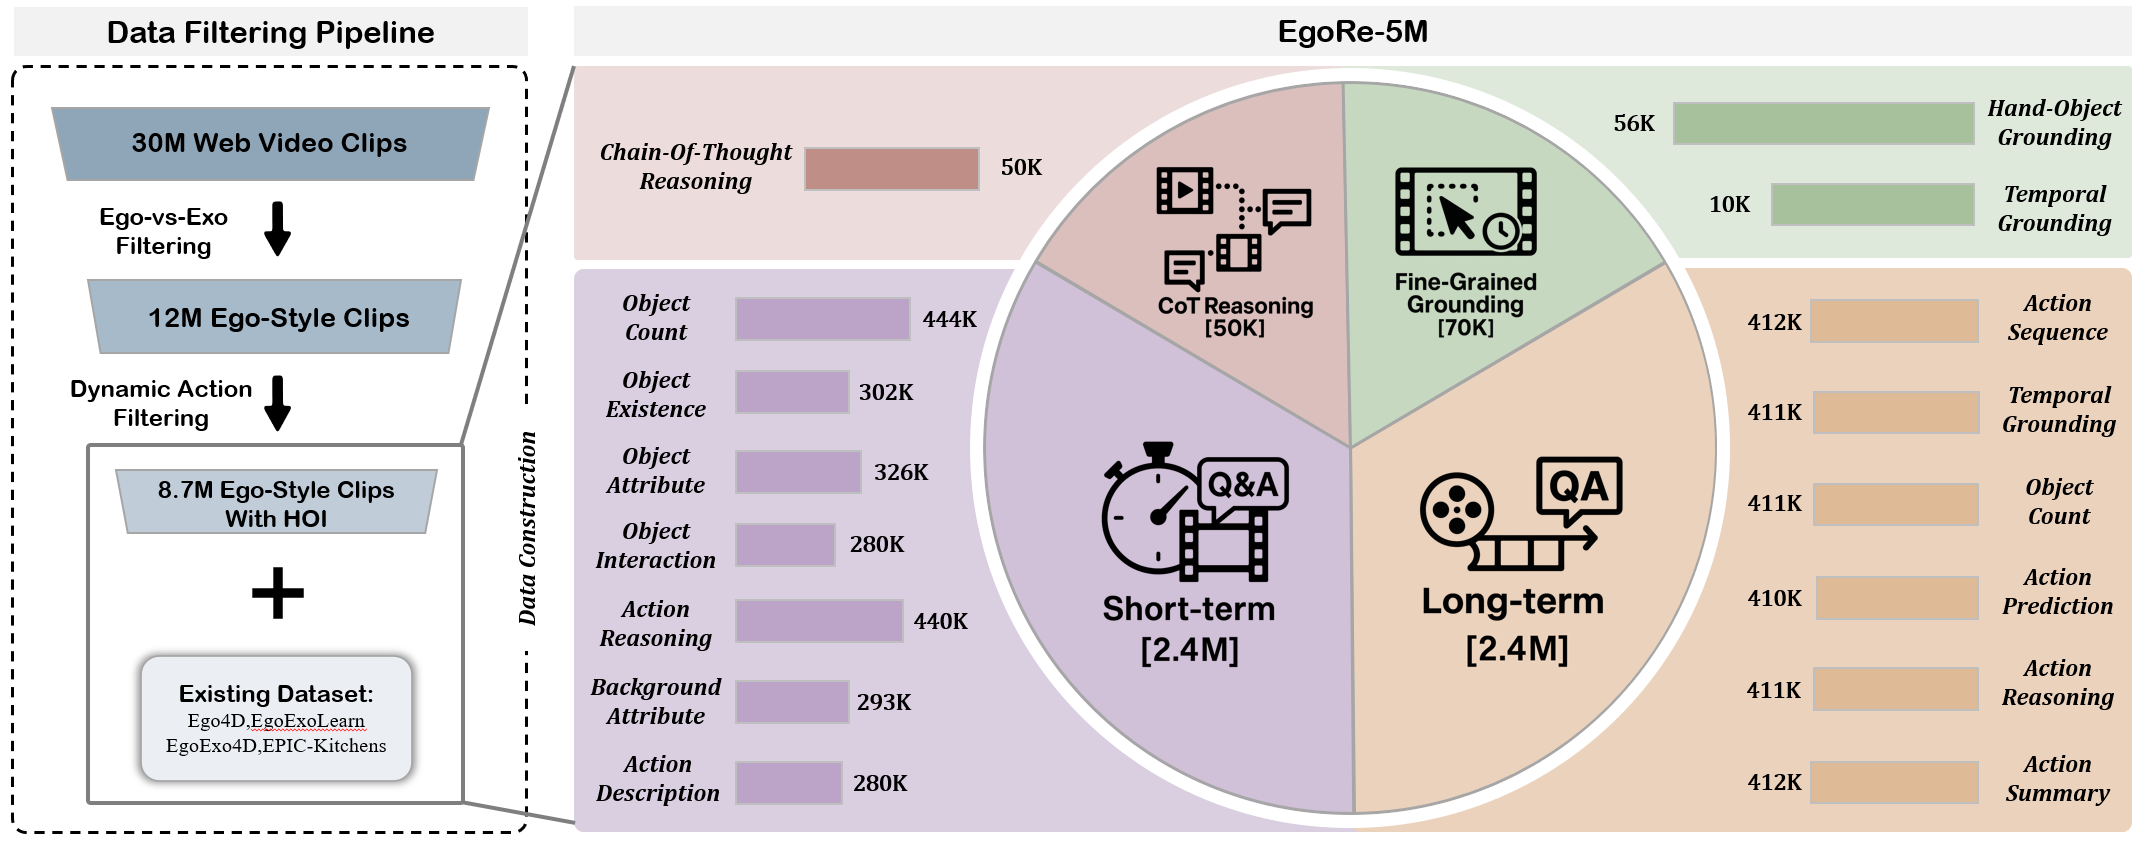 Data Filtering Pipeline
30M Web Video Clips
Ego-vs-Exo
Filtering
12M Ego-Style Clips
Dynamic Action
Filtering
8.7M Ego-Style Clips
With HOI
+
Existing Dataset:
Ego4D,EgoExoLearn
EgoExo4D,EPIC-Kitchens
Data Construction
EgoRe-5M
Chain-Of-Thought
Reasoning
50K
56K
Hand-Object
Grounding
10K
Temporal
Grounding
CoT Reasoning
[50K]
Fine-Grained
Grounding
[70K]
Object
Count
444K
Object
Existence
302K
Object
Attribute
326K
Object
Interaction
280K
Action
Reasoning
440K
Background
Attribute
293K
Action
Description
280K
Q&A
Short-term
[2.4M]
QA
Long-term
[2.4M]
412K
Action
Sequence
411K
Temporal
Grounding
411K
Object
Count
410K
Action
Prediction
411K
Action
Reasoning
412K
Action
Summary